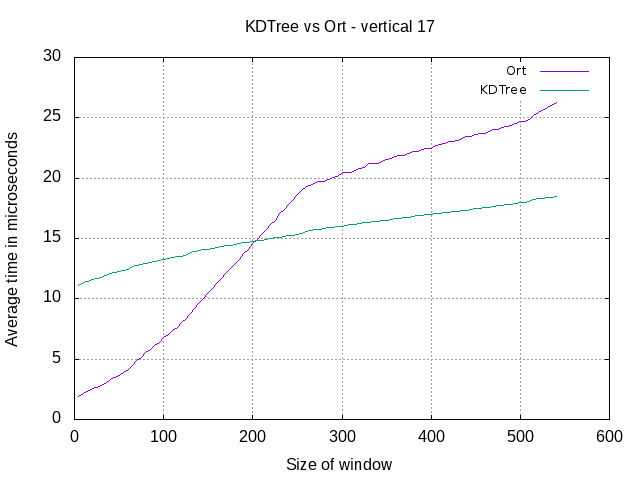 KDTree vs Ort - vertical 17
Ort
KDTree
Average time in microseconds
30
25
20
15
10
5
0
0 100 200 300 400 500 600
Size of window